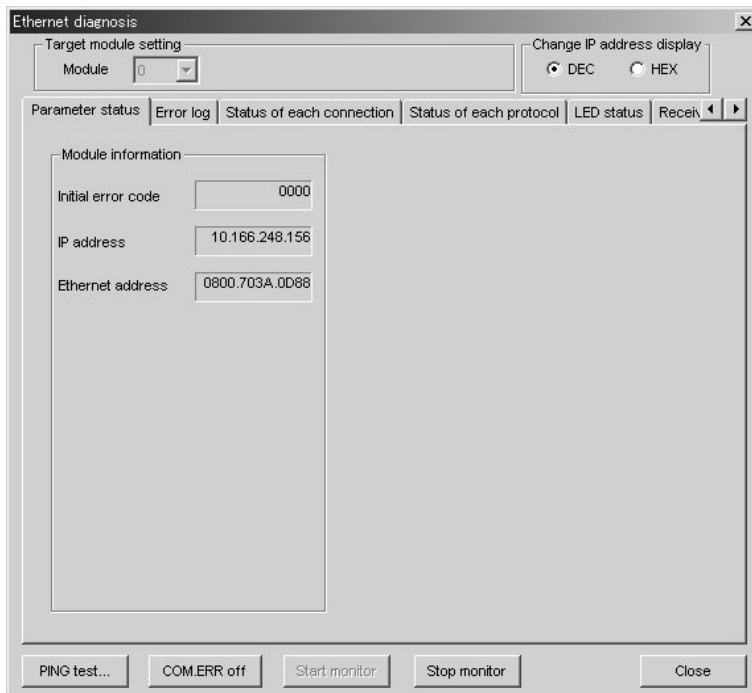 Ethernet diagnosis
Target module setting
Module 0
Change IP address display
DEC HEX
Parameter status Error log Status of each connection Status of each protocol LED status
Module information
Initial error code 0000
IP address 10.166.248.156
Ethernet address 0800.703A.0D88
PING test... COM.ERR off Start monitor Stop monitor Close